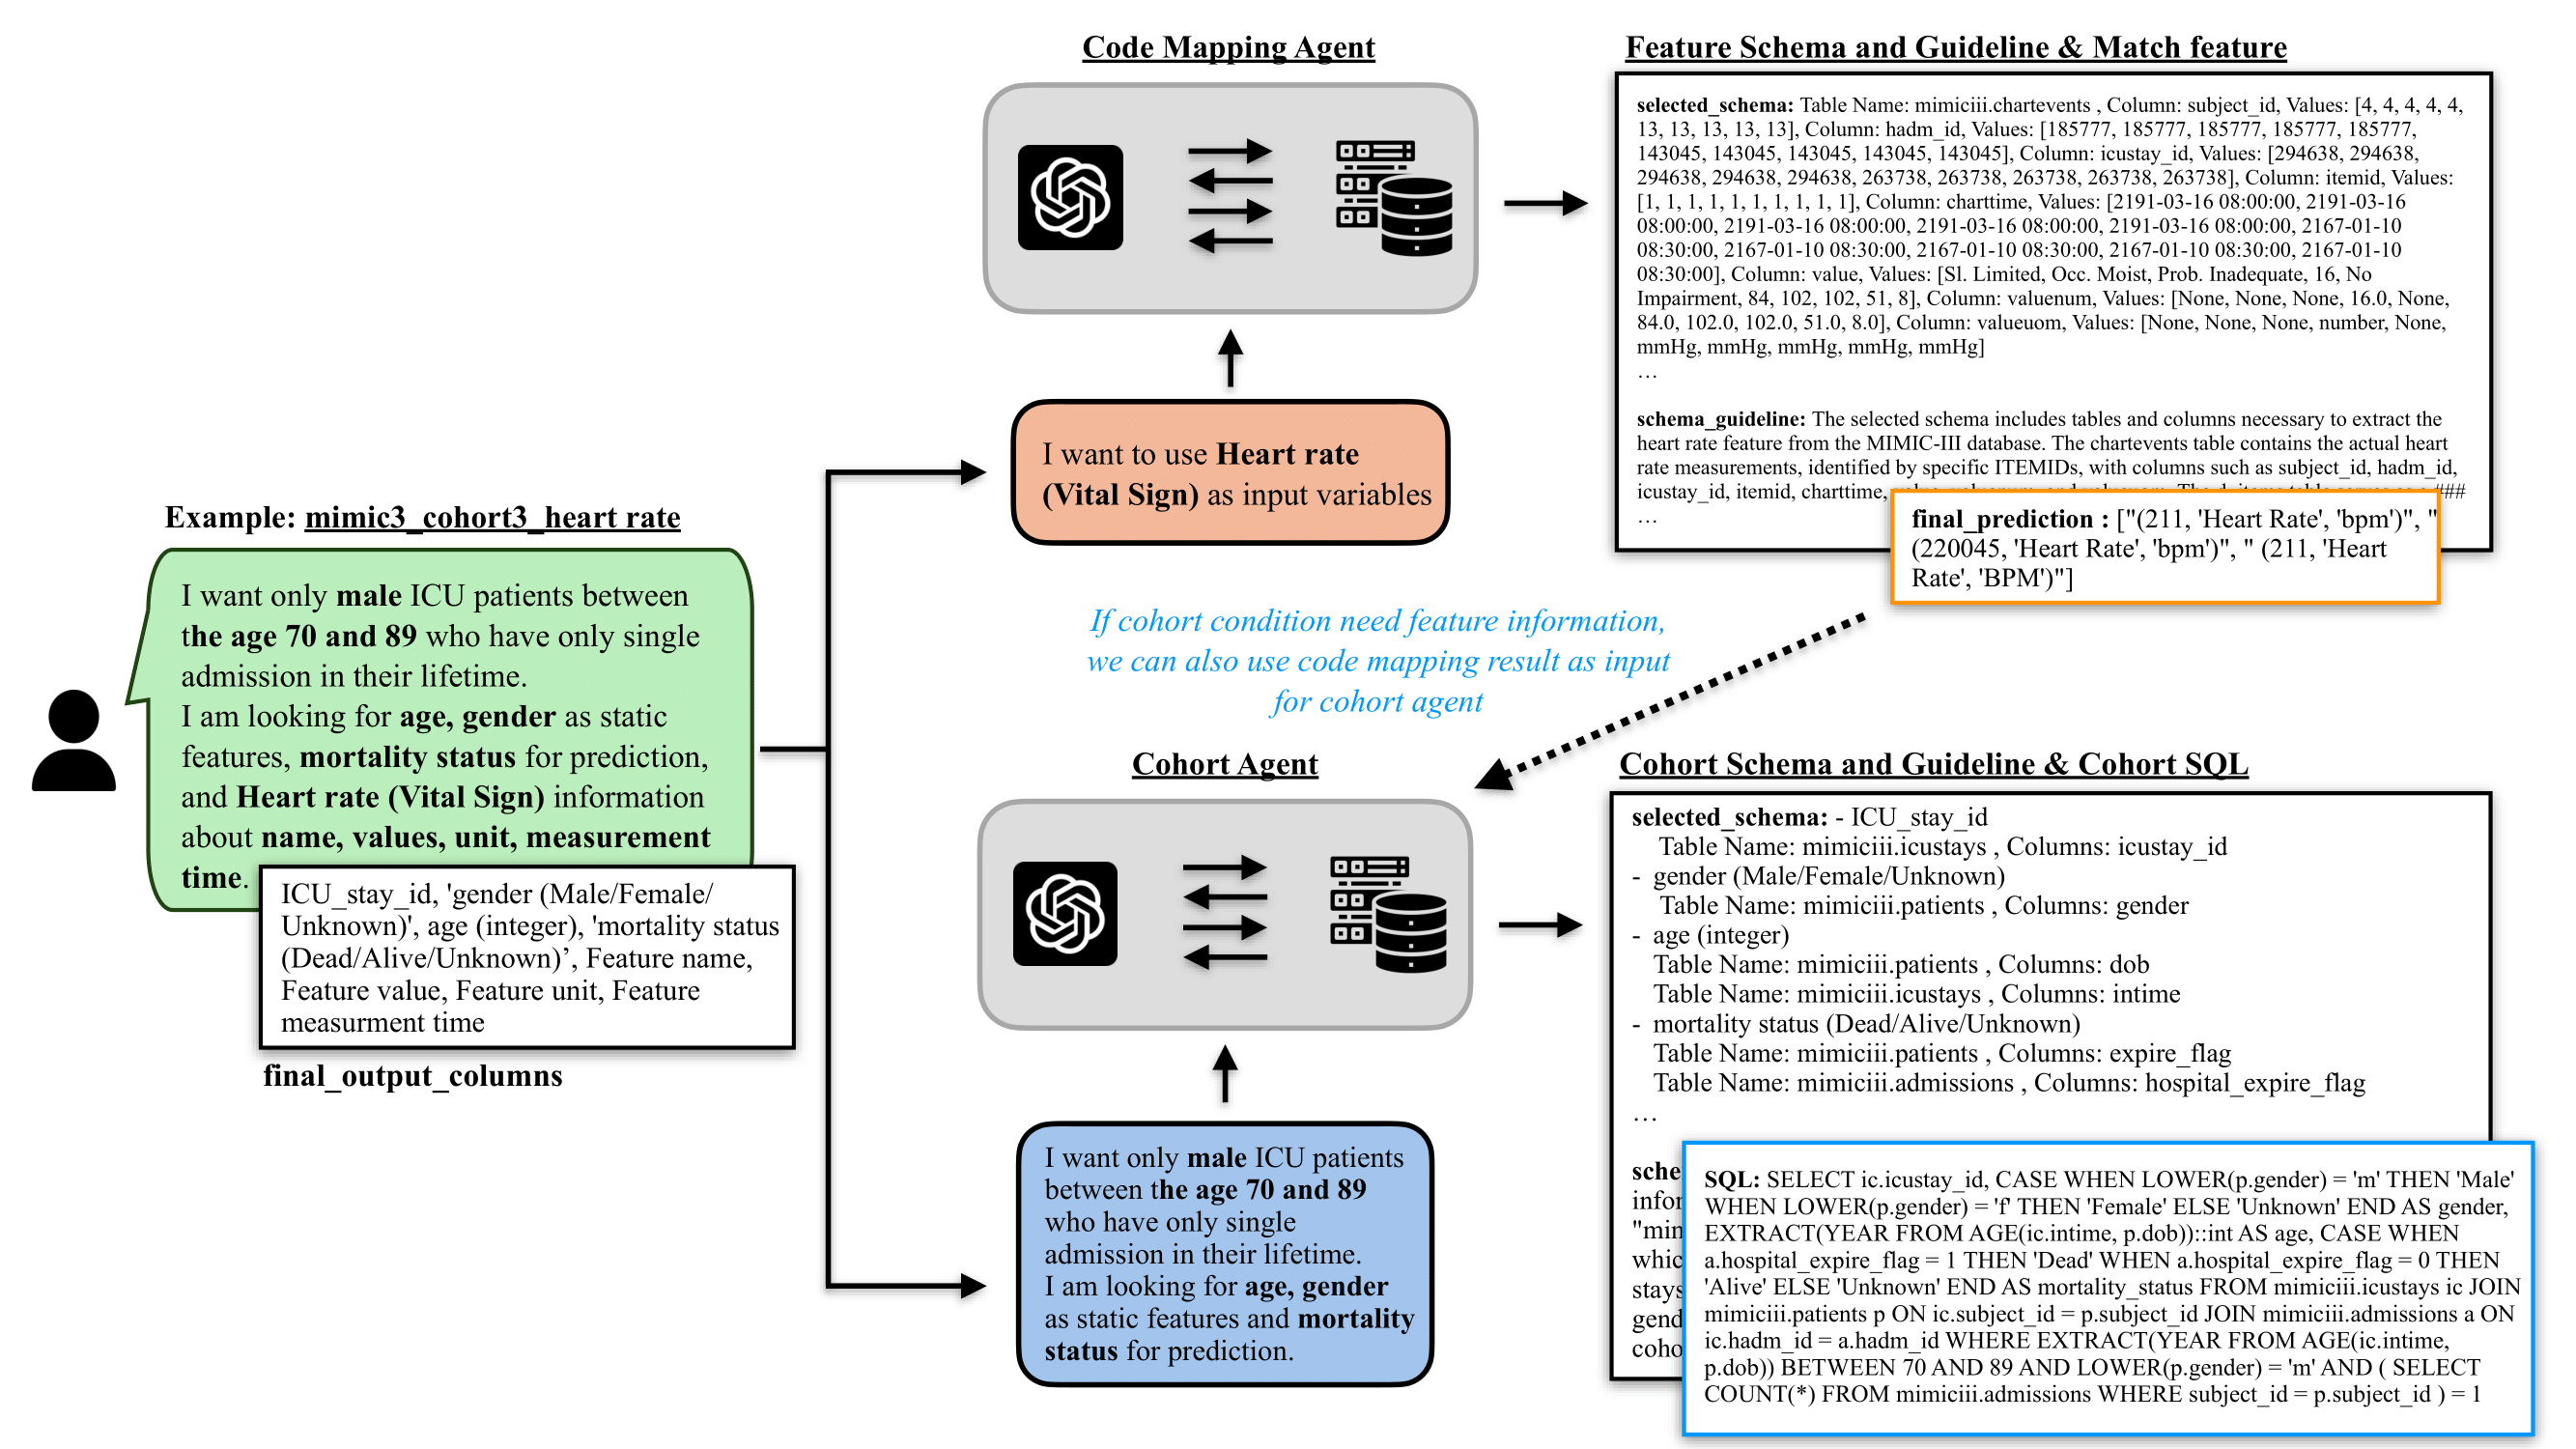 Code Mapping Agent
Feature Schema and Guideline & Match feature
selected_schema: Table Name: mimiciii.chartevents , Column: subject_id, Values: [4, 4, 4, 4, 4,
13, 13, 13, 13, 13], Column: hadm_id, Values: [185777, 185777, 185777, 185777, 185777,
143045, 143045, 143045, 143045, 143045], Column: icustay_id, Values: [294638, 294638,
294638, 294638, 294638, 263738, 263738, 263738, 263738, 263738], Column: itemid, Values:
[1, 1, 1, 1, 1, 1, 1, 1, 1, 1], Column: charttime, Values: [2191-03-16 08:00:00, 2191-03-16
08:00:00, 2191-03-16 08:00:00, 2191-03-16 08:00:00, 2191-03-16 08:00:00, 2167-01-10
08:30:00, 2167-01-10 08:30:00, 2167-01-10 08:30:00, 2167-01-10 08:30:00, 2167-01-10
08:30:00], Column: value, Values: [Sl. Limited, Occ. Moist, Prob. Inadequate, 16, No
Impairment, 84, 102, 102, 51, 8], Column: valuenum, Values: [None, None, None, 16.0, None,
84.0, 102.0, 102.0, 51.0, 8.0], Column: valueuom, Values: [None, None, None, number, None,
mmHg, mmHg, mmHg, mmHg, mmHg]
…
schema_guideline: The selected schema includes tables and columns necessary to extract the
heart rate feature from the MIMIC-III database. The chartevents table contains the actual heart
rate measurements, identified by specific ITEMIDs, with columns such as subject_id, hadm_id,
icustay_id, itemid, charttime, ###
…
final_prediction : ["(211, 'Heart Rate', 'bpm')", "
(220045, 'Heart Rate', 'bpm')", " (211, 'Heart
Rate', 'BPM')"]
I want to use Heart rate
(Vital Sign) as input variables
Example: mimic3_cohort3_heart rate
I want only male ICU patients between
the age 70 and 89 who have only single
admission in their lifetime.
I am looking for age, gender as static
features, mortality status for prediction,
and Heart rate (Vital Sign) information
about name, values, unit, measurement
time.
ICU_stay_id, 'gender (Male/Female/
Unknown)', age (integer), 'mortality status
(Dead/Alive/Unknown)’, Feature name,
Feature value, Feature unit, Feature
measurment time
final_output_columns
If cohort condition need feature information,
we can also use code mapping result as input
for cohort agent
Cohort Agent
I want only male ICU patients
between the age 70 and 89
who have only single
admission in their lifetime.
I am looking for age, gender
as static features and mortality
status for prediction.
Cohort Schema and Guideline & Cohort SQL
selected_schema: - ICU_stay_id
Table Name: mimiciii.icustays , Columns: icustay_id
- gender (Male/Female/Unknown)
Table Name: mimiciii.patients , Columns: gender
- age (integer)
Table Name: mimiciii.patients , Columns: dob
Table Name: mimiciii.icustays , Columns: intime
- mortality status (Dead/Alive/Unknown)
Table Name: mimiciii.patients , Columns: expire_flag
Table Name: mimiciii.admissions , Columns: hospital_expire_flag
…
SQL: SELECT ic.icustay_id, CASE WHEN LOWER(p.gender) = 'm' THEN 'Male'
WHEN LOWER(p.gender) = 'f' THEN 'Female' ELSE 'Unknown' END AS gender,
EXTRACT(YEAR FROM AGE(ic.intime, p.dob))::int AS age, CASE WHEN
a.hospital_expire_flag = 1 THEN 'Dead' WHEN a.hospital_expire_flag = 0 THEN
'Alive' ELSE 'Unknown' END AS mortality_status FROM mimiciii.icustays ic JOIN
mimiciii.patients p ON ic.subject_id = p.subject_id JOIN mimiciii.admissions a ON
ic.hadm_id = a.hadm_id WHERE EXTRACT(YEAR FROM AGE(ic.intime,
p.dob)) BETWEEN 70 AND 89 AND LOWER(p.gender) = 'm' AND ( SELECT
COUNT(*) FROM mimiciii.admissions WHERE subject_id = p.subject_id ) = 1